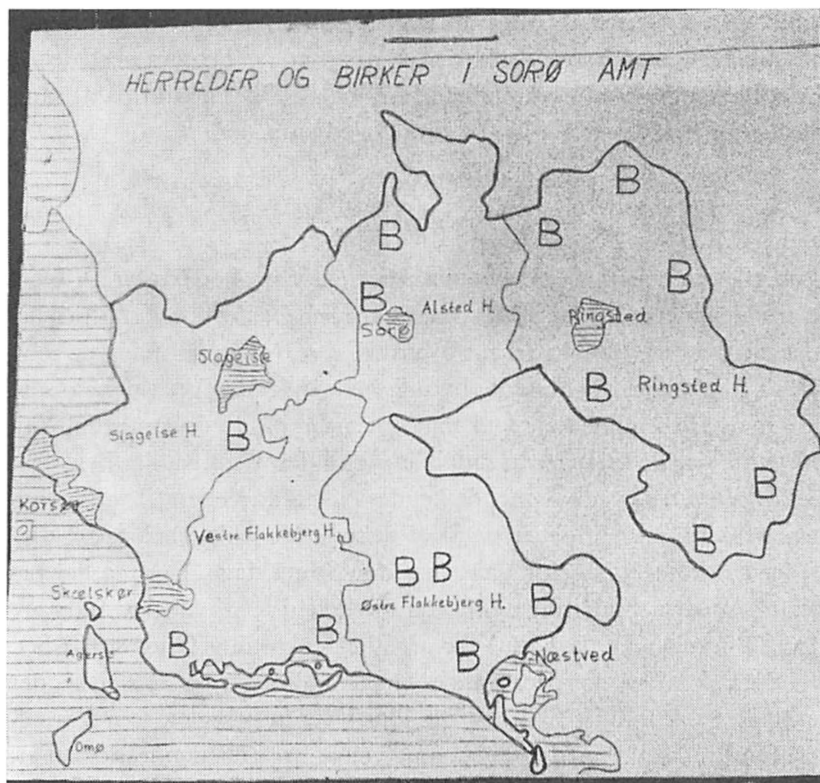 HERREDER OG BIRKER I SORØ AMT
B
B
B
B
B
Alsted H.
Sorø
Ringsted
Slagelse
B
Ringsted H.
Slagelse H.
B
B
Korsør
Vestre Flakkebjerg H.
B
B B
Skælskør
Østre Flakkebjerg H.
B
B
B
Agersø
B
Næstved
Omø